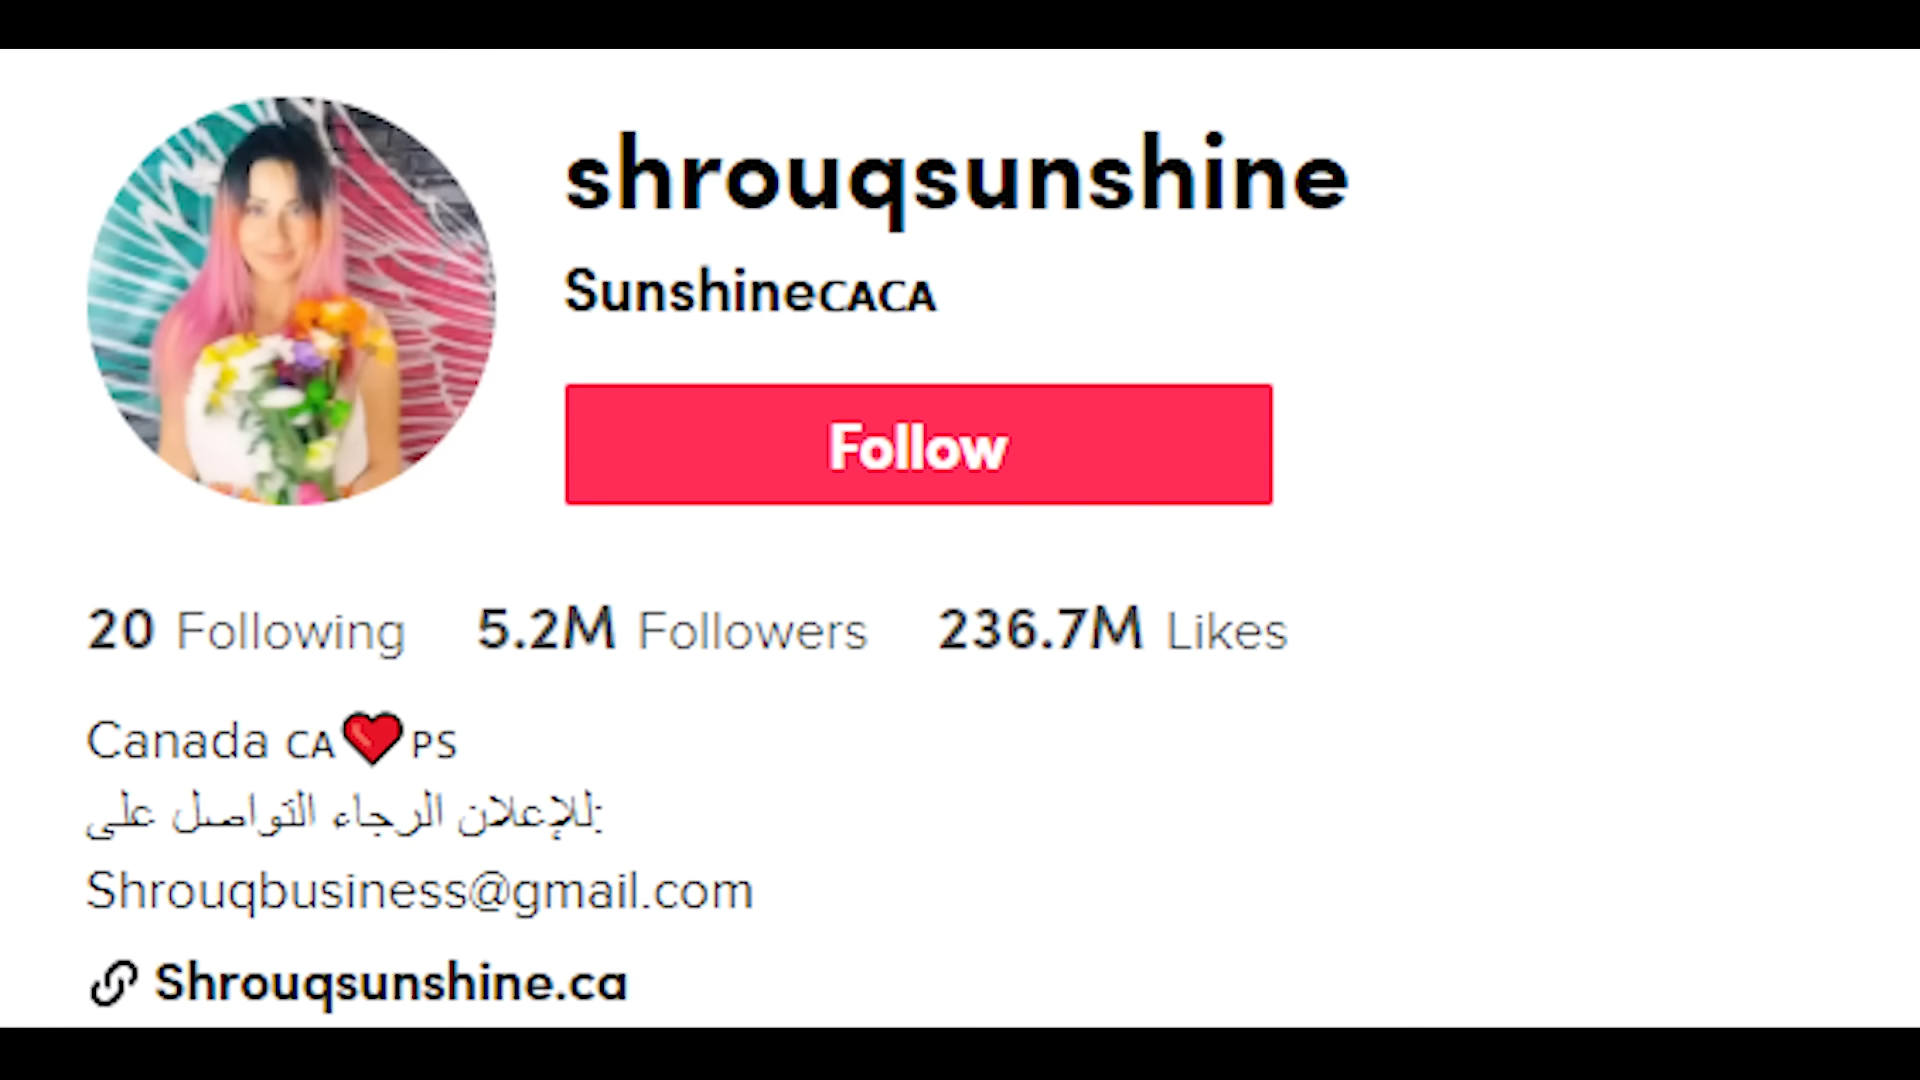 shrouqsunshine
SunshineCACA
Follow
20 Following 5.2M Followers 236.7M Likes
Canada CA❤️PS
للإعلان الرجاء التواصل على:
Shrouqbusiness@gmail.com
Shrouqsunshine.ca